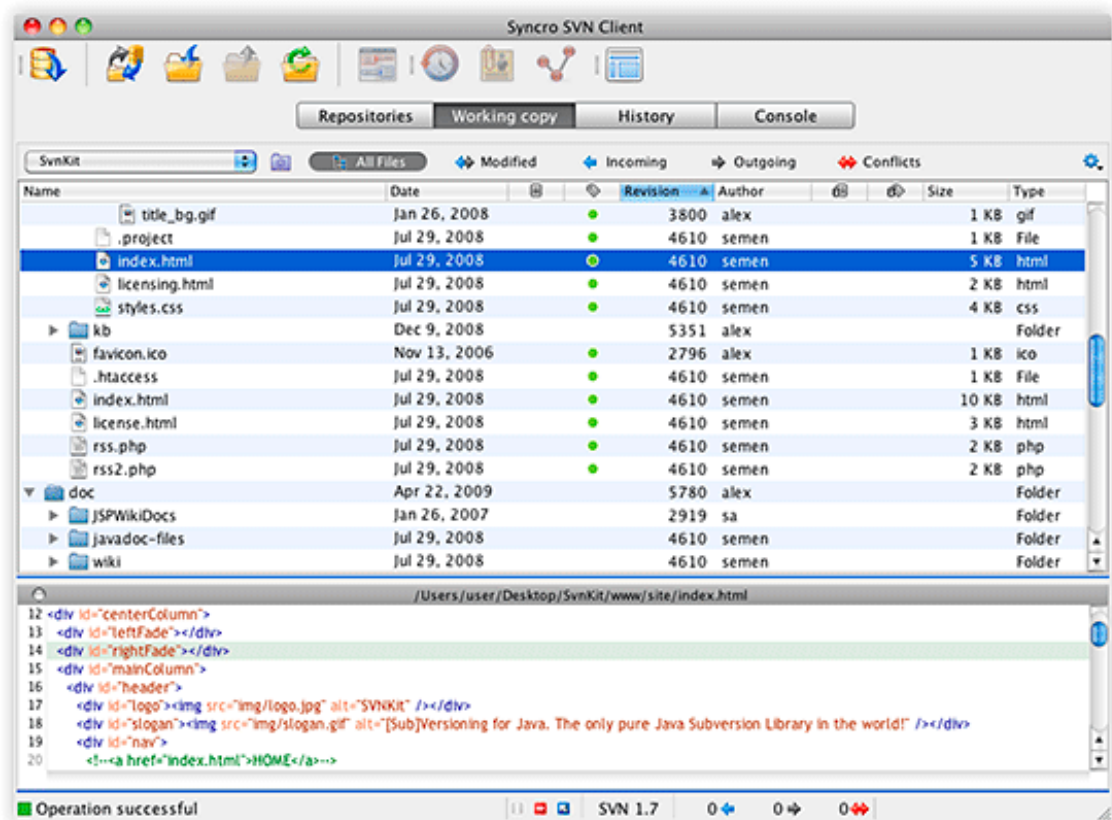 Syncro SVN Client
Repositories Working copy History Console
SvnKit All Files Modified Incoming Outgoing Conflicts
Name Date Revision Author Size Type
title_bg.gif Jan 26, 2008 3800 alex 1 KB gif
.project Jul 29, 2008 4610 semen 1 KB File
index.html Jul 29, 2008 4610 semen 5 KB html
licensing.html Jul 29, 2008 4610 semen 2 KB html
styles.css Jul 29, 2008 4610 semen 4 KB css
kb Dec 9, 2008 5351 alex Folder
favicon.ico Nov 13, 2006 2796 alex 1 KB ico
.htaccess Jul 29, 2008 4610 semen 1 KB File
index.html Jul 29, 2008 4610 semen 10 KB html
license.html Jul 29, 2008 4610 semen 3 KB html
rss.php Jul 29, 2008 4610 semen 2 KB php
rss2.php Jul 29, 2008 4610 semen 2 KB php
doc Apr 22, 2009 5780 alex Folder
JSPWikiDocs Jan 26, 2007 2919 sa Folder
javadoc-files Jul 29, 2008 4610 semen Folder
wiki Jul 29, 2008 4610 semen Folder
/Users/user/Desktop/SvnKit/www/site/index.html
12 <div id="centerColumn">
13 <div id="leftFade"></div>
14 <div id="rightFade"></div>
15 <div id="mainColumn">
16 <div id="header">
17 <div id="logo"><img src="img/logo.jpg" alt="SVNKit" /></div>
18 <div id="slogan"><img src="img/slogan.gif" alt="[Sub]Versioning for Java. The only pure Java Subversion Library in the world!" /></div>
19 <div id="nav">
20 <!--<a href="index.html">HOME</a>-->
Operation successful SVN 1.7 0 0 0